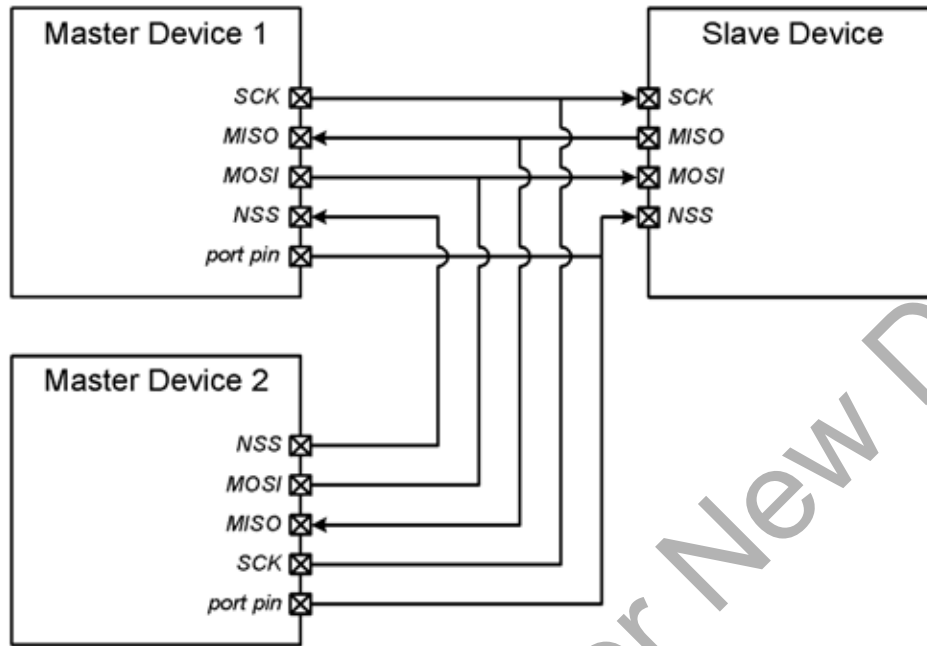 Master Device 1
SCK
MISO
MOSI
NSS
port pin
Slave Device
SCK
MISO
MOSI
NSS
Master Device 2
NSS
MOSI
MISO
SCK
port pin
New